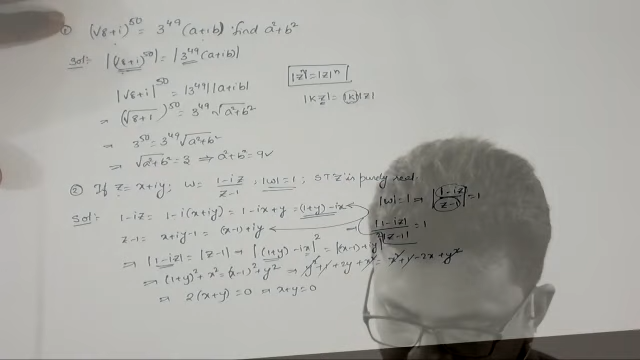 ① (√8+i)^50 = 3^49 (a+ib) find a²+b²
Sol: |(√8+i)^50| = |3^49 (a+ib)|
|√8+i|^50 = |3^49| |a+ib|
|z^n| = |z|^n
⇒ (√8+1)^50 = 3^49 √a²+b²
|kz| = |k||z|
⇒ 3^50 = 3^49 √a²+b²
⇒ √a²+b² = 3 ⇒ a²+b² = 9 ✓
② If z = x+iy; w = (1-iz)/(z-i); |w| = 1; ST z is purely real
Sol: 1-iz = 1-i(x+iy) = 1-ix+y = (1+y)-ix
|w| = 1 ⇒ |(1-iz)/(z-i)| = 1
z-1 = x+iy-1 = (x-1)+iy
⇒ |1-iz|/|z-1| = 1
⇒ |1-iz| = |z-1| ⇒ |(1+y)-ix|² = |(x-1)+iy|²
⇒ (1+y)²+x² = (x-1)²+y² ⇒ y²+1+2y+x² = x²+1-2x+y²
⇒ 2(x+y) = 0 ⇒ x+y = 0